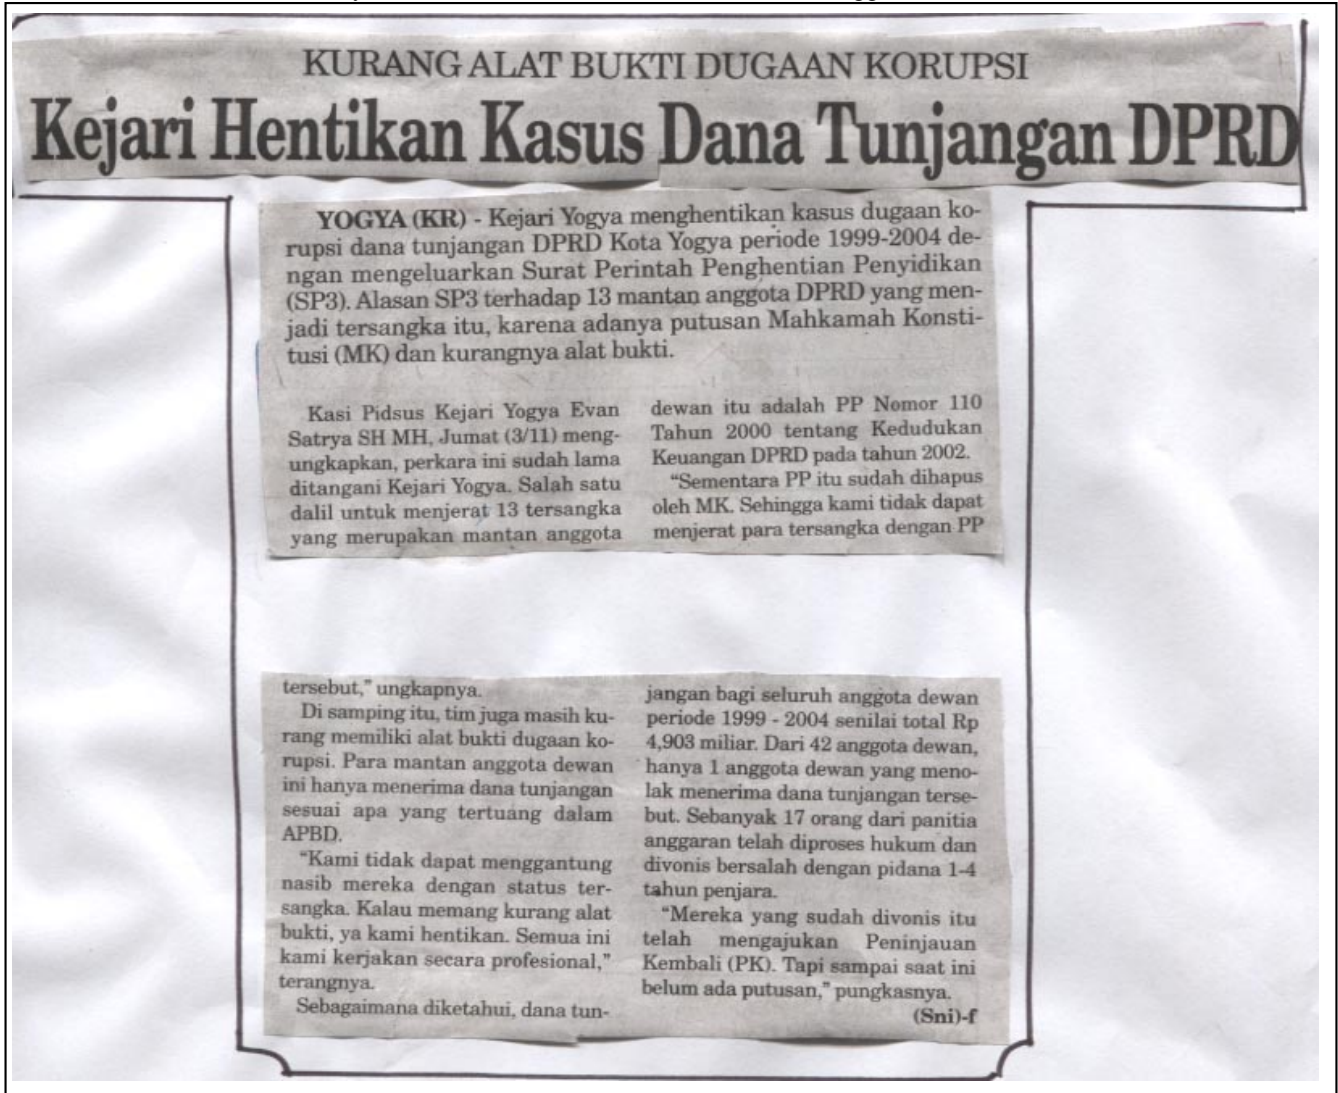 KURANG ALAT BUKTI DUGAAN KORUPSI
Kejari Hentikan Kasus Dana Tunjangan DPRD
YOGYA (KR) - Kejari Yogya menghentikan kasus dugaan ko-
rupsi dana tunjangan DPRD Kota Yogya periode 1999-2004 de-
ngan mengeluarkan Surat Perintah Penghentian Penyidikan
(SP3). Alasan SP3 terhadap 13 mantan anggota DPRD yang men-
jadi tersangka itu, karena adanya putusan Mahkamah Konsti-
tusi (MK) dan kurangnya alat bukti.
Kasi Pidsus Kejari Yogya Evan
Satrya SH MH, Jumat (3/11) meng-
ungkapkan, perkara ini sudah lama
ditangani Kejari Yogya. Salah satu
dalil untuk menjerat 13 tersangka
yang merupakan mantan anggota
dewan itu adalah PP Nomor 110
Tahun 2000 tentang Kedudukan
Keuangan DPRD pada tahun 2002.
"Sementara PP itu sudah dihapus
oleh MK. Sehingga kami tidak dapat
menjerat para tersangka dengan PP
tersebut," ungkapnya.
Di samping itu, tim juga masih ku-
rang memiliki alat bukti dugaan ko-
rupsi. Para mantan anggota dewan
ini hanya menerima dana tunjangan
sesuai apa yang tertuang dalam
APBD.
"Kami tidak dapat menggantung
nasib mereka dengan status ter-
sangka. Kalau memang kurang alat
bukti, ya kami hentikan. Semua ini
kami kerjakan secara profesional,"
terangnya.
Sebagaimana diketahui, dana tun-
jangan bagi seluruh anggota dewan
periode 1999 - 2004 senilai total Rp
4,903 miliar. Dari 42 anggota dewan,
hanya 1 anggota dewan yang meno-
lak menerima dana tunjangan terse-
but. Sebanyak 17 orang dari panitia
anggaran telah diproses hukum dan
divonis bersalah dengan pidana 1-4
tahun penjara.
"Mereka yang sudah divonis itu
telah mengajukan Peninjauan
Kembali (PK). Tapi sampai saat ini
belum ada putusan," pungkasnya.
(Sni)-f